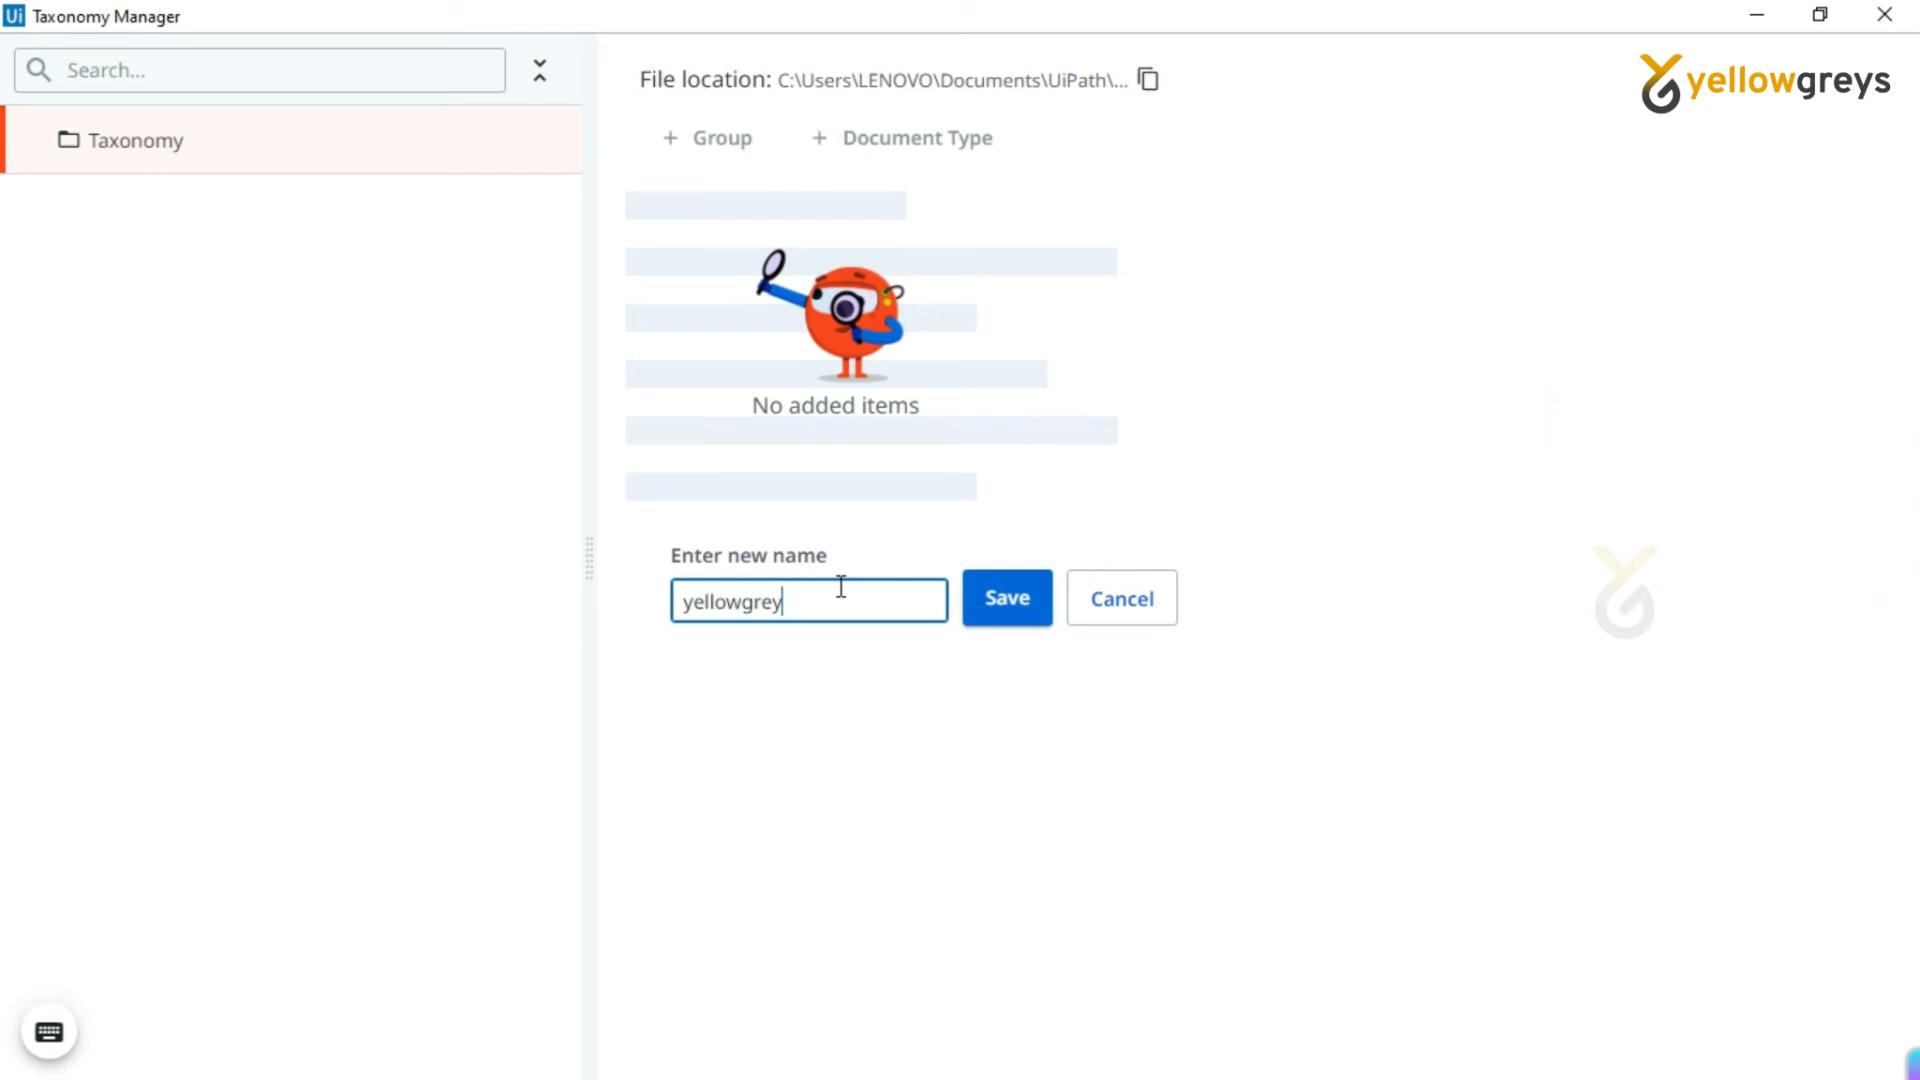 Ui Taxonomy Manager
Search...
Taxonomy
File location: C:\Users\LENOVO\Documents\UiPath\...
yellowgreys
+ Group
+ Document Type
No added items
Enter new name
yellowgrey
Save
Cancel